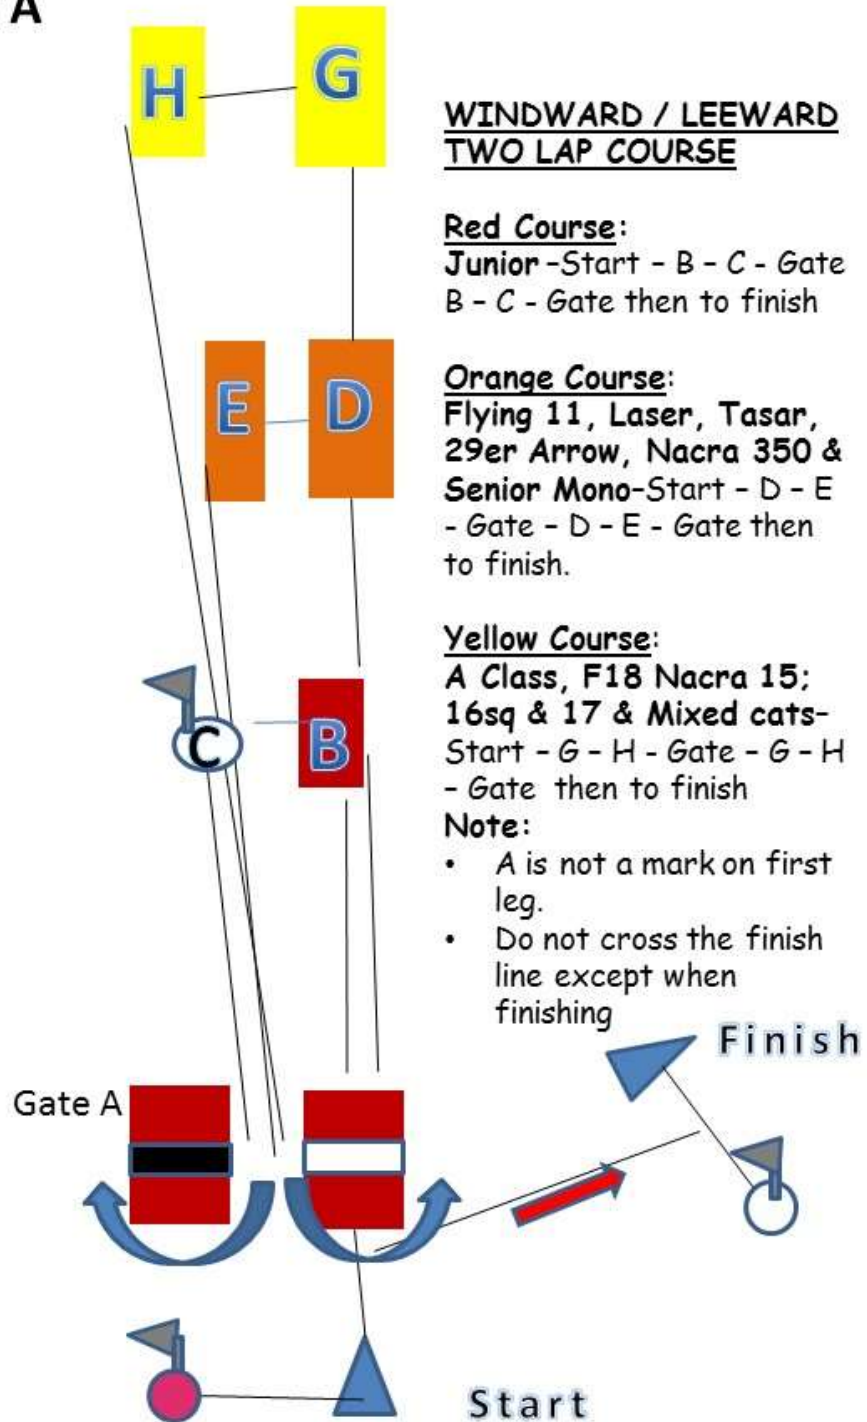 A
H
G
WINDWARD / LEEWARD
TWO LAP COURSE
Red Course:
Junior –Start – B – C - Gate
B – C - Gate then to finish
E
D
Orange Course:
Flying 11, Laser, Tasar,
29er Arrow, Nacra 350 &
Senior Mono–Start – D – E
- Gate – D – E - Gate then
to finish.
Yellow Course:
A Class, F18 Nacra 15;
16sq & 17 & Mixed cats–
Start – G – H - Gate – G – H
– Gate  then to finish
C
B
Note:
• A is not a mark on first
leg.
• Do not cross the finish
line except when
finishing
Finish
Gate A
Start